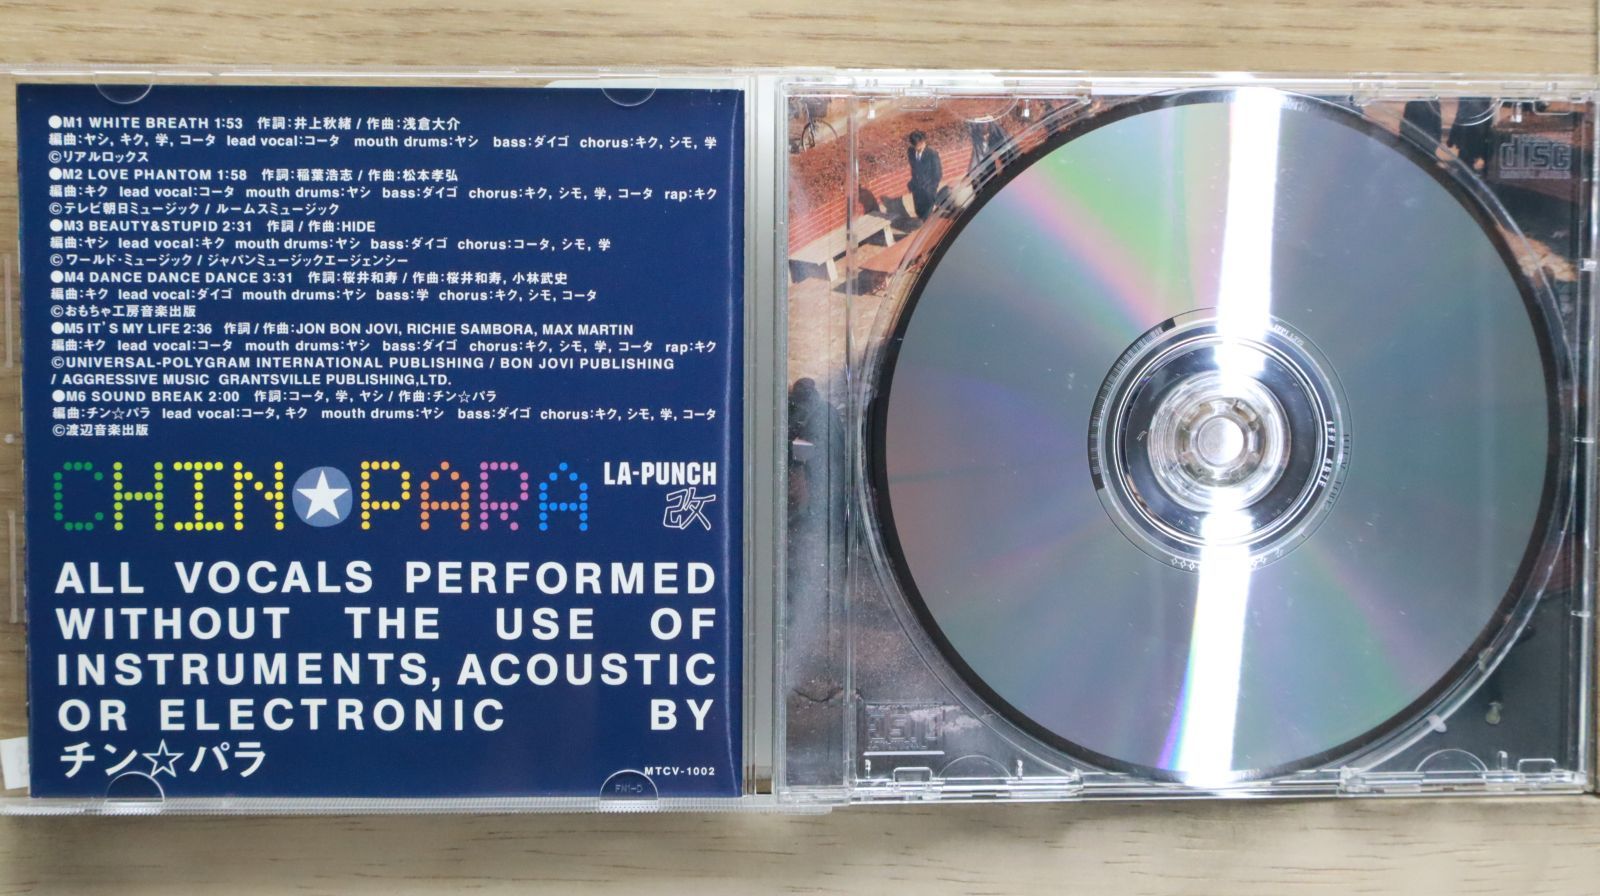 ●M1 WHITE BREATH 1:53 作詞:井上秋緒 / 作曲:浅倉大介
編曲:ヤシ, キク, 学, コータ lead vocal:コータ mouth drums:ヤシ bass:ダイゴ chorus:キク, シモ, 学
©リアルロックス
●M2 LOVE PHANTOM 1:58 作詞:稲葉浩志 / 作曲:松本孝弘
編曲:キク lead vocal:コータ mouth drums:ヤシ bass:ダイゴ chorus:キク, シモ, 学, コータ rap:キク
©テレビ朝日ミュージック / ルームスミュージック
●M3 BEAUTY&STUPID 2:31 作詞 / 作曲:HIDE
編曲:ヤシ lead vocal:キク mouth drums:ヤシ bass:ダイゴ chorus:コータ, シモ, 学
©ワールド・ミュージック / ジャパンミュージックエージェンシー
●M4 DANCE DANCE DANCE 3:31 作詞:桜井和寿 / 作曲:桜井和寿, 小林武史
編曲:キク lead vocal:ダイゴ mouth drums:ヤシ bass:学 chorus:キク, シモ, コータ
©おもちゃ工房音楽出版
●M5 IT'S MY LIFE 2:36 作詞 / 作曲:JON BON JOVI, RICHIE SAMBORA, MAX MARTIN
編曲:キク lead vocal:コータ mouth drums:ヤシ bass:ダイゴ chorus:キク, シモ, 学, コータ rap:キク
©UNIVERSAL-POLYGRAM INTERNATIONAL PUBLISHING / BON JOVI PUBLISHING
/ AGGRESSIVE MUSIC GRANTSVILLE PUBLISHING,LTD.
●M6 SOUND BREAK 2:00 作詞:コータ, 学, ヤシ / 作曲:チン☆パラ
編曲:チン☆パラ lead vocal:コータ, キク mouth drums:ヤシ bass:ダイゴ chorus:キク, シモ, 学, コータ
©渡辺音楽出版
CHIN★PARA LA-PUNCH
改
ALL VOCALS PERFORMED
WITHOUT THE USE OF
INSTRUMENTS, ACOUSTIC
OR ELECTRONIC BY
チン☆パラ
MTCV-1002
PN1-D
disc